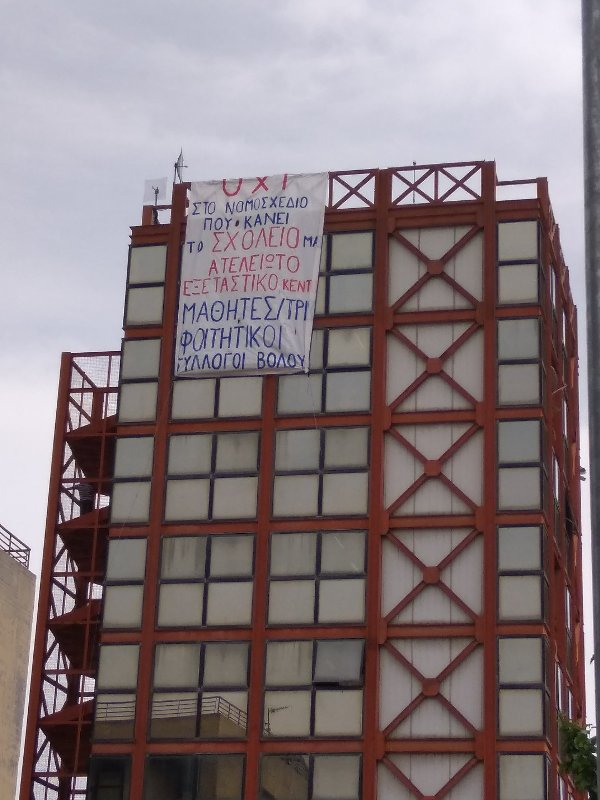 ΟΧΙ
ΣΤΟ ΝΟΜΟΣΧΕΔΙΟ
ΠΟΥ ΚΑΝΕΙ
ΤΟ ΣΧΟΛΕΙΟ ΜΑ
ΑΤΕΛΕΙΩΤΟ
ΕΞΕΤΑΣΤΙΚΟ ΚΕΝΤ
ΜΑΘΗΤΕΣ/ΤΡΙ
ΦΟΙΤΗΤΙΚΟΙ
ΣΥΛΛΟΓΟΙ ΒΟΛΟΥ